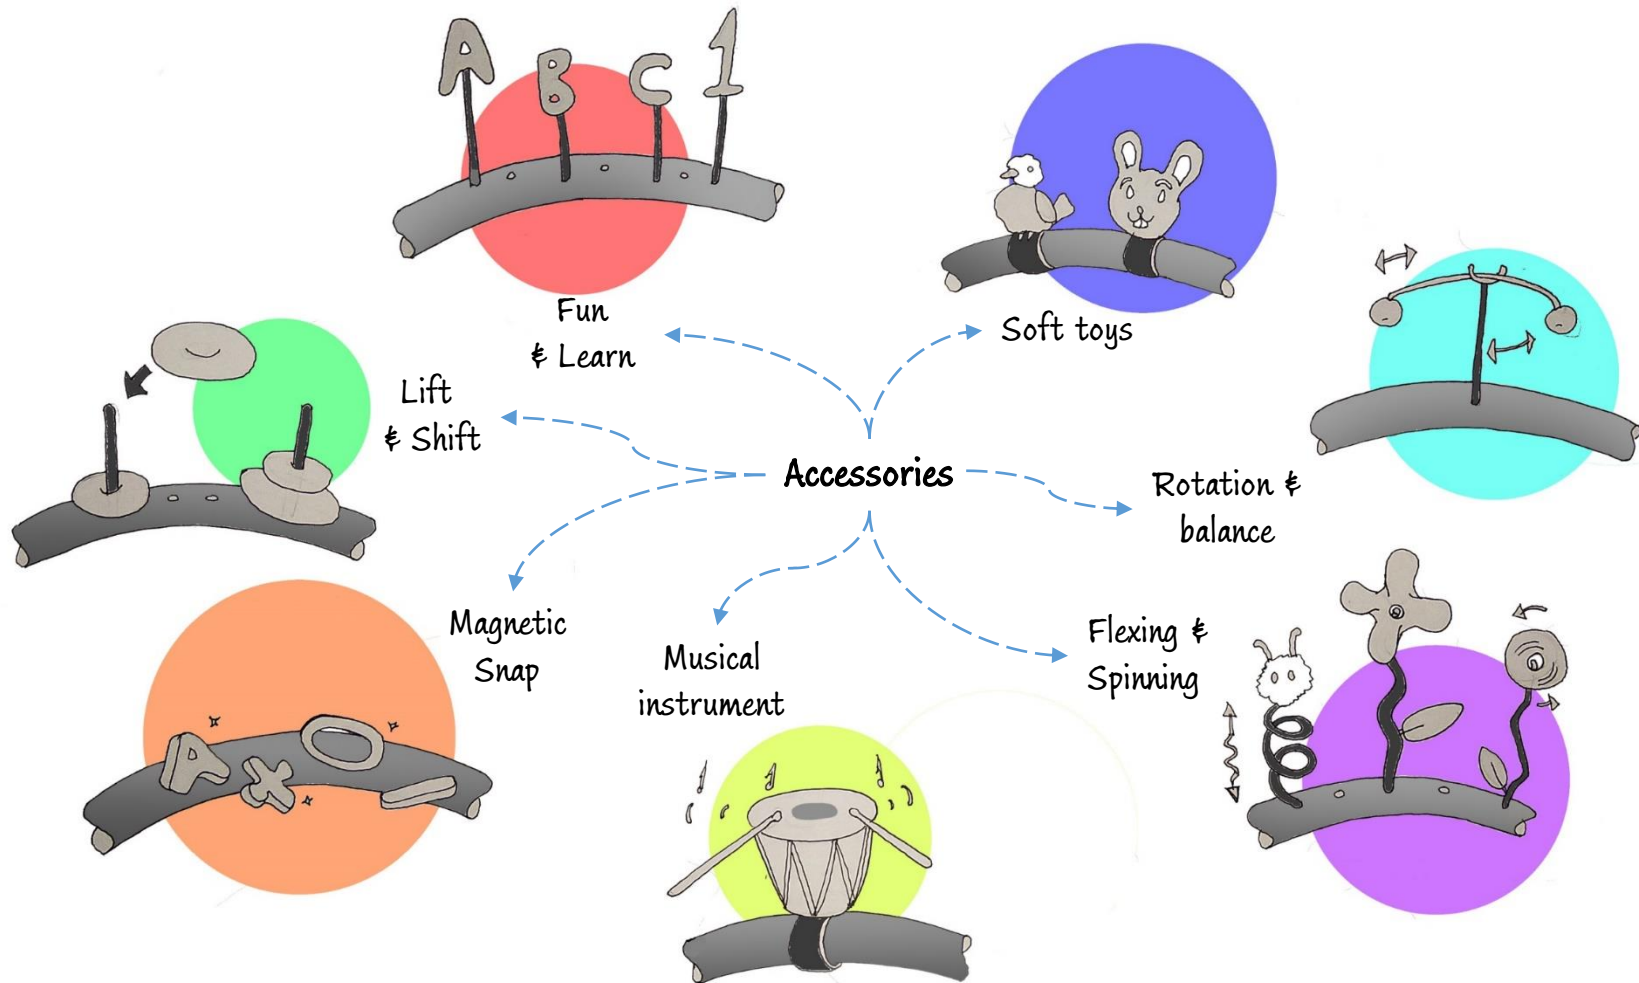 A B C 1
Fun
& Learn
Soft toys
Lift
& Shift
Accessories
Rotation &
balance
Magnetic
Snap
Musical
instrument
Flexing &
Spinning
A + O -